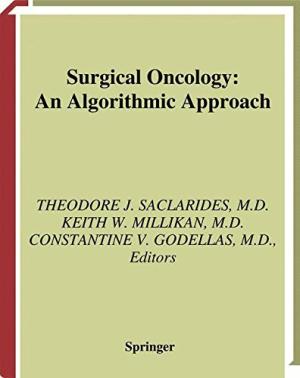 Surgical Oncology:
An Algorithmic Approach
THEODORE J. SACLARIDES, M.D.
KEITH W. MILLIKAN, M.D.
CONSTANTINE V. GODELLAS, M.D.,
Editors
Springer